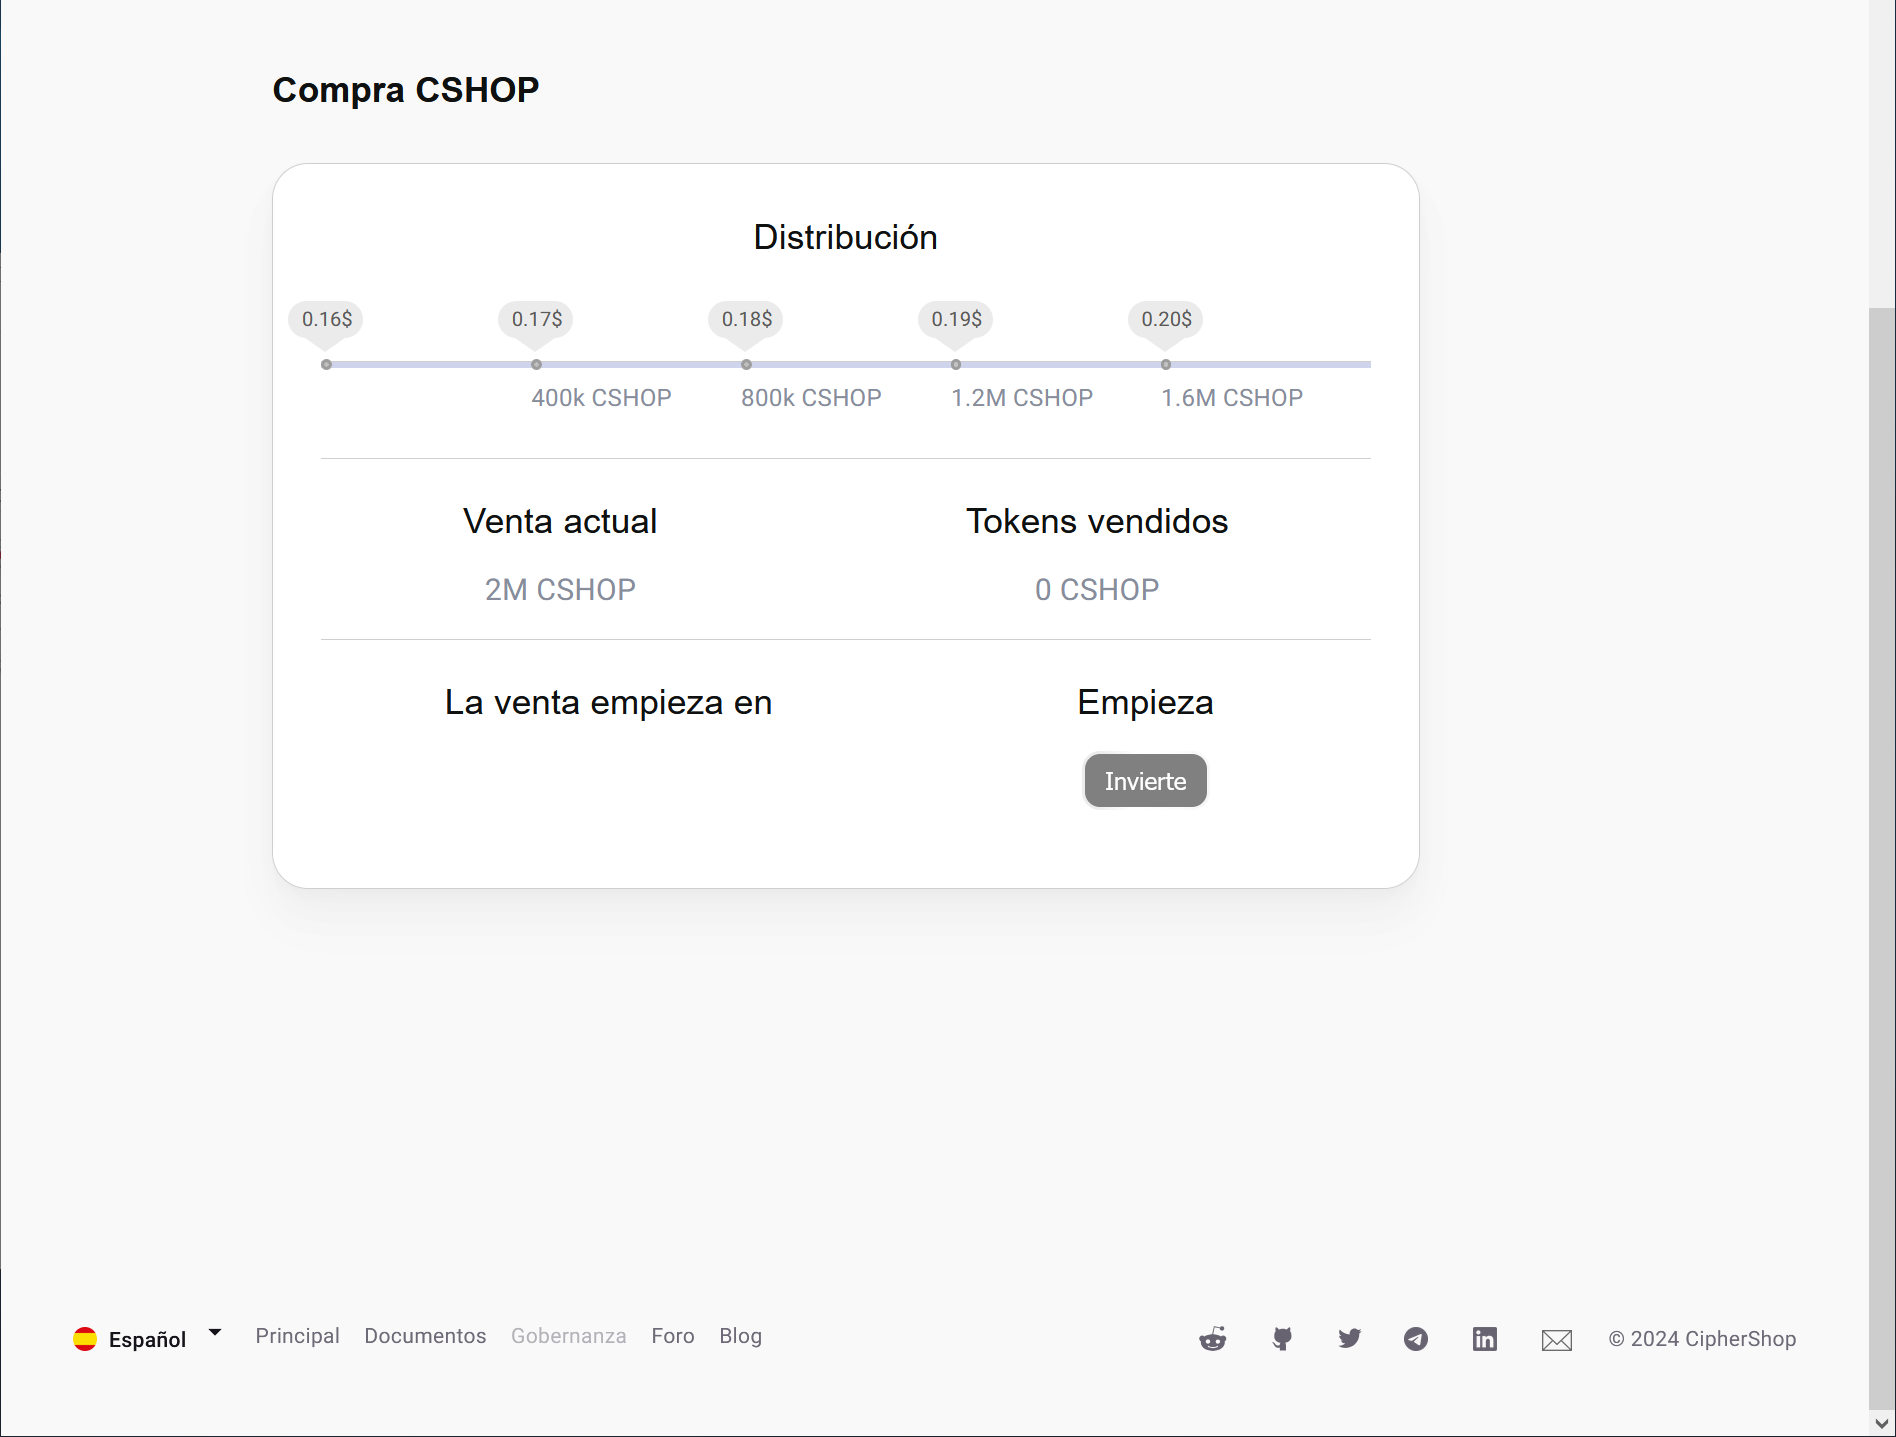 Compra CSHOP
Distribución
0.16$ 0.17$ 0.18$ 0.19$ 0.20$
400k CSHOP 800k CSHOP 1.2M CSHOP 1.6M CSHOP
Venta actual Tokens vendidos
2M CSHOP 0 CSHOP
La venta empieza en Empieza
Invierte
Español Principal Documentos Gobernanza Foro Blog © 2024 CipherShop